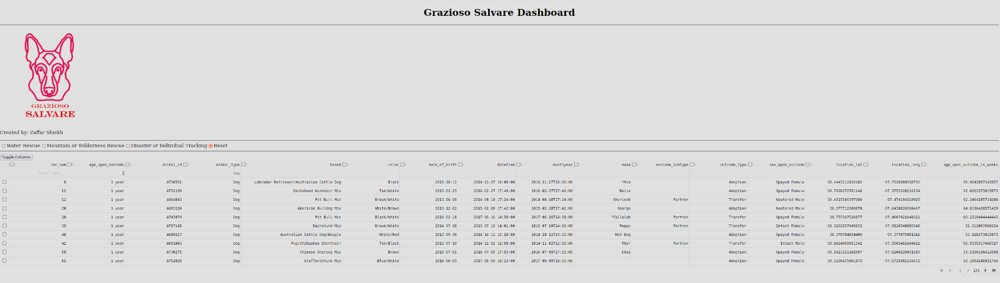 Grazioso Salvare Dashboard
GRAZIOSO
SALVARE
Created by: Zaffar Shiekh
Water Rescue Mountain or Wilderness Rescue Disaster or Individual Tracking Reset
Toggle Columns
rec_num age_upon_outcome animal_id animal_type breed color date_of_birth datetime monthyear name outcome_subtype outcome_type sex_upon_outcome location_lat location_long age_upon_outcome_in_weeks
filter data... 1 dog
8 1 year A736551 Dog Labrador Retriever/Australian Cattle Dog Black 2015-10-12 2016-11-27 18:00:00 2016-11-27T18:00:00 *Mia Adoption Spayed Female 30.4443212820182 -97.7326980338793 58.9642857142857
11 1 year A721199 Dog Dachshund Wirehair Mix Tan/White 2015-02-23 2016-02-27 17:49:00 2016-02-27T17:49:00 Belle Adoption Spayed Female 30.7290272761146 -97.3753328216134 52.8203373015873
12 1 year A664843 Dog Pit Bull Mix Brown/White 2013-06-09 2014-08-18 17:24:00 2014-08-18T17:24:00 Sherlock Partner Transfer Neutered Male 30.4515549397366 -97.474104510925 62.2464285714286
20 1 year A693126 Dog American Bulldog Mix White/Brown 2013-12-02 2015-02-28 17:42:00 2015-02-28T17:42:00 George Adoption Neutered Male 30.577712300078 -97.6438826598467 64.8196428571429
28 1 year A743879 Dog Pit Bull Mix Black/White 2016-02-18 2017-06-16 14:58:00 2017-06-16T14:58:00 *Tallulah Partner Transfer Spayed Female 30.757367526077 -97.4667421648321 69.2319444444445
39 1 year A707145 Dog Dachshund Mix Brown/White 2014-07-08 2015-07-10 14:01:00 2015-07-10T14:01:00 Puppy Partner Transfer Intact Female 30.3262557645033 -97.5826548089348 52.512003968254
40 1 year A689217 Dog Australian Cattle Dog/Beagle White/Red 2013-09-30 2014-10-11 19:10:00 2014-10-11T19:10:00 Hot Dog Adoption Spayed Female 30.370784054406 -97.377875081342 53.828373015873
42 1 year A691043 Dog Pug/Chihuahua Shorthair Tan/Black 2013-07-29 2014-11-02 12:50:00 2014-11-02T12:50:00 Thor Partner Transfer Intact Male 30.6024909051342 -97.5565461484622 65.9335317460317
58 1 year A730275 Dog Chinese Sharpei Mix Brown 2015-07-01 2016-07-09 17:53:00 2016-07-09T17:53:00 Chai Adoption Spayed Female 30.5813151102997 -97.6206629031585 53.5350198412698
61 1 year A751029 Dog Staffordshire Mix Blue/White 2016-06-03 2017-06-09 18:23:00 2017-06-09T18:23:00 Adoption Spayed Female 30.3196475861473 -97.5725082134572 53.1094246031746
1 / 173